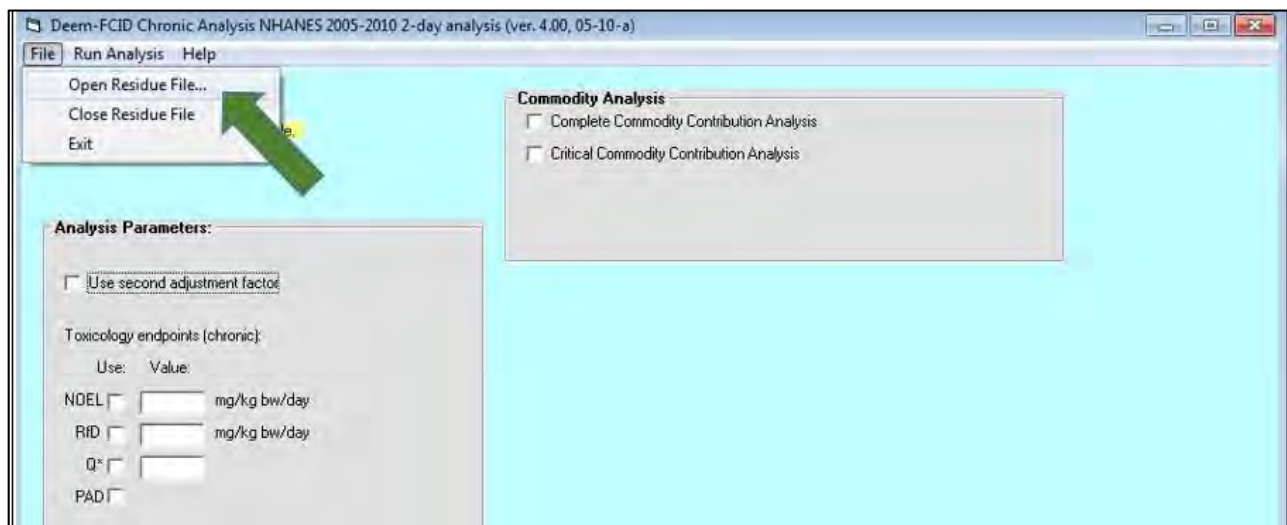 Deem-FCID Chronic Analysis NHANES 2005-2010 2-day analysis (ver. 4.00, 05-10-a)
File Run Analysis Help
Open Residue File...
Close Residue File
Exit
Commodity Analysis
Complete Commodity Contribution Analysis
Critical Commodity Contribution Analysis
Analysis Parameters:
Use second adjustment factor
Toxicology endpoints (chronic):
Use: Value:
NOEL mg/kg bw/day
RfD mg/kg bw/day
Q*
PAD